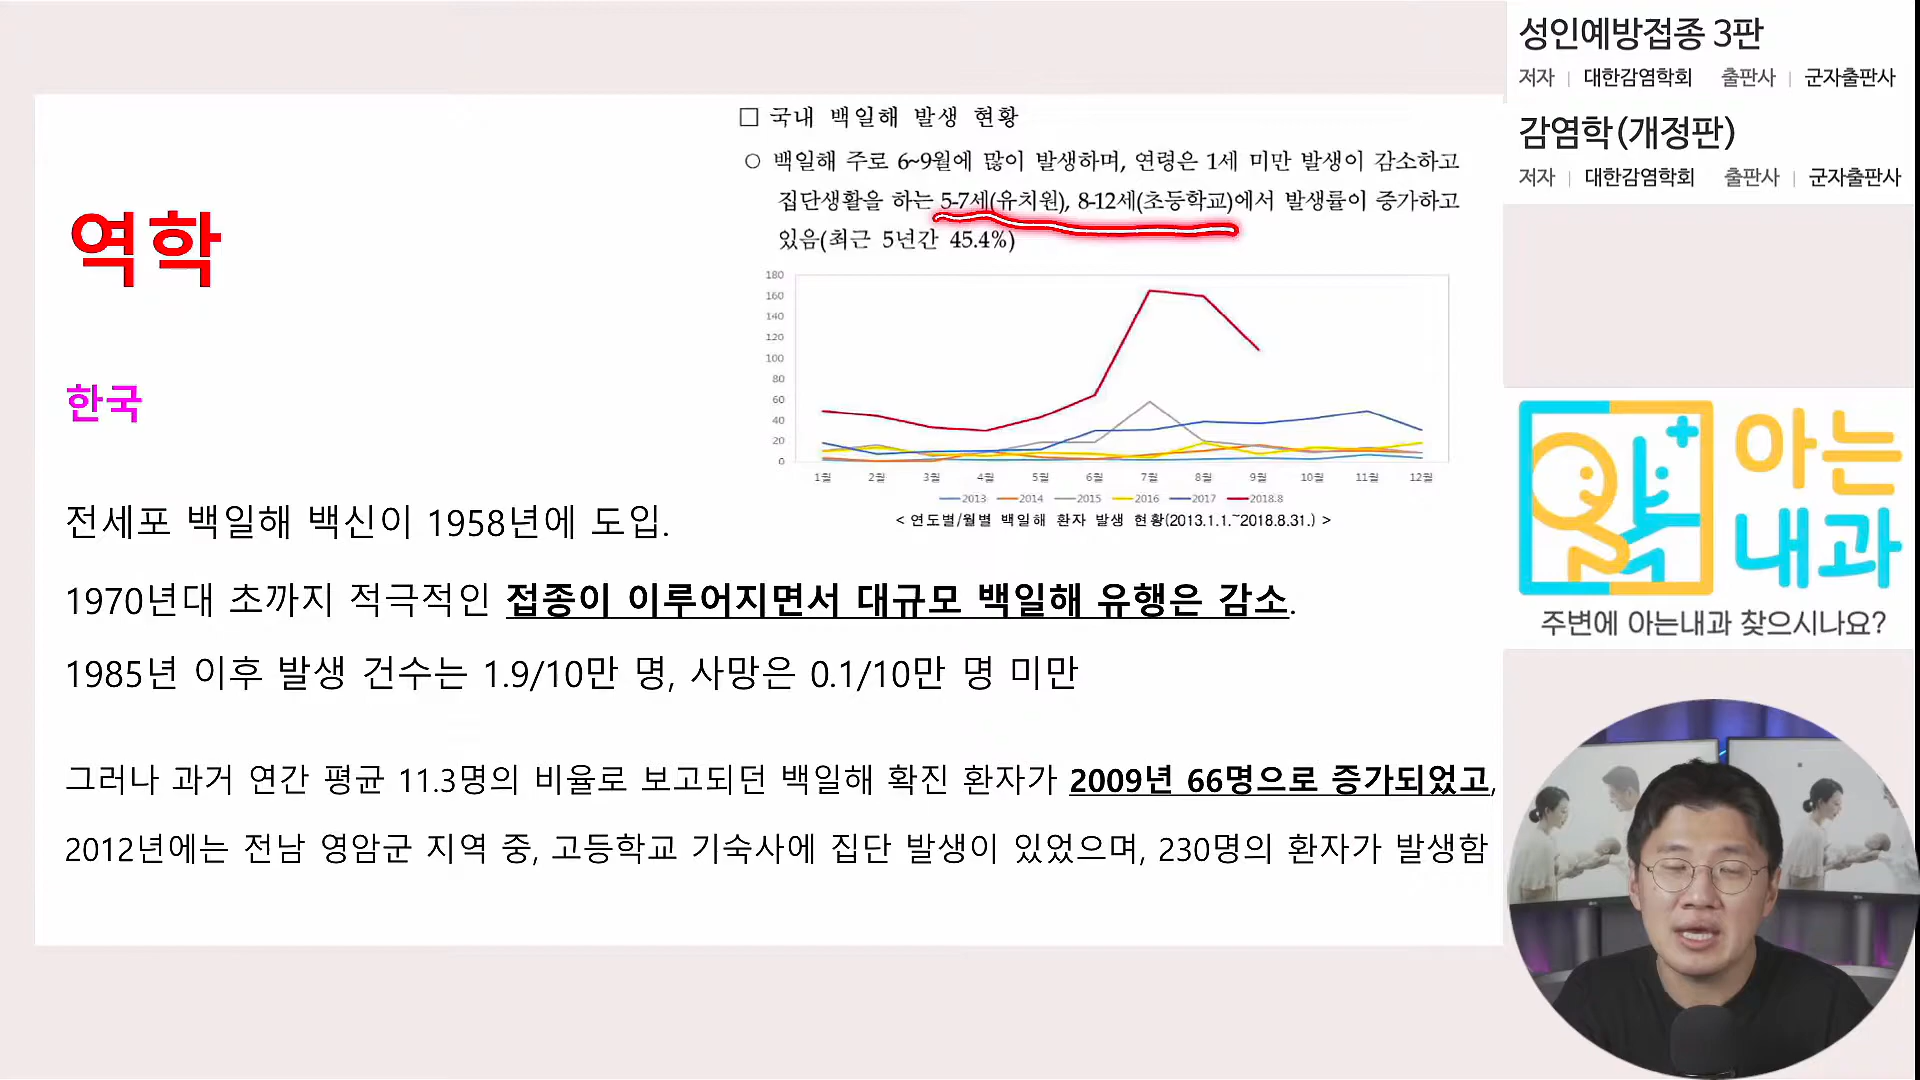 성인예방접종 3판
저자 | 대한감염학회 출판사 | 군자출판사
감염학(개정판)
저자 | 대한감염학회 출판사 | 군자출판사
□ 국내 백일해 발생 현황
○ 백일해 주로 6~9월에 많이 발생하며, 연령은 1세 미만 발생이 감소하고
집단생활을 하는 5-7세(유치원), 8-12세(초등학교)에서 발생률이 증가하고
있음(최근 5년간 45.4%)
역학
180
160
140
120
100
80
60
40
20
0
1월 2월 3월 4월 5월 6월 7월 8월 9월 10월 11월 12월
2013 2014 2015 2016 2017 2018.8
< 연도별/월별 백일해 환자 발생 현황(2013.1.1.~2018.8.31.) >
한국
전세포 백일해 백신이 1958년에 도입.
1970년대 초까지 적극적인 접종이 이루어지면서 대규모 백일해 유행은 감소.
1985년 이후 발생 건수는 1.9/10만 명, 사망은 0.1/10만 명 미만
그러나 과거 연간 평균 11.3명의 비율로 보고되던 백일해 확진 환자가 2009년 66명으로 증가되었고,
2012년에는 전남 영암군 지역 중, 고등학교 기숙사에 집단 발생이 있었으며, 230명의 환자가 발생함
아는
내과
주변에 아는내과 찾으시나요?